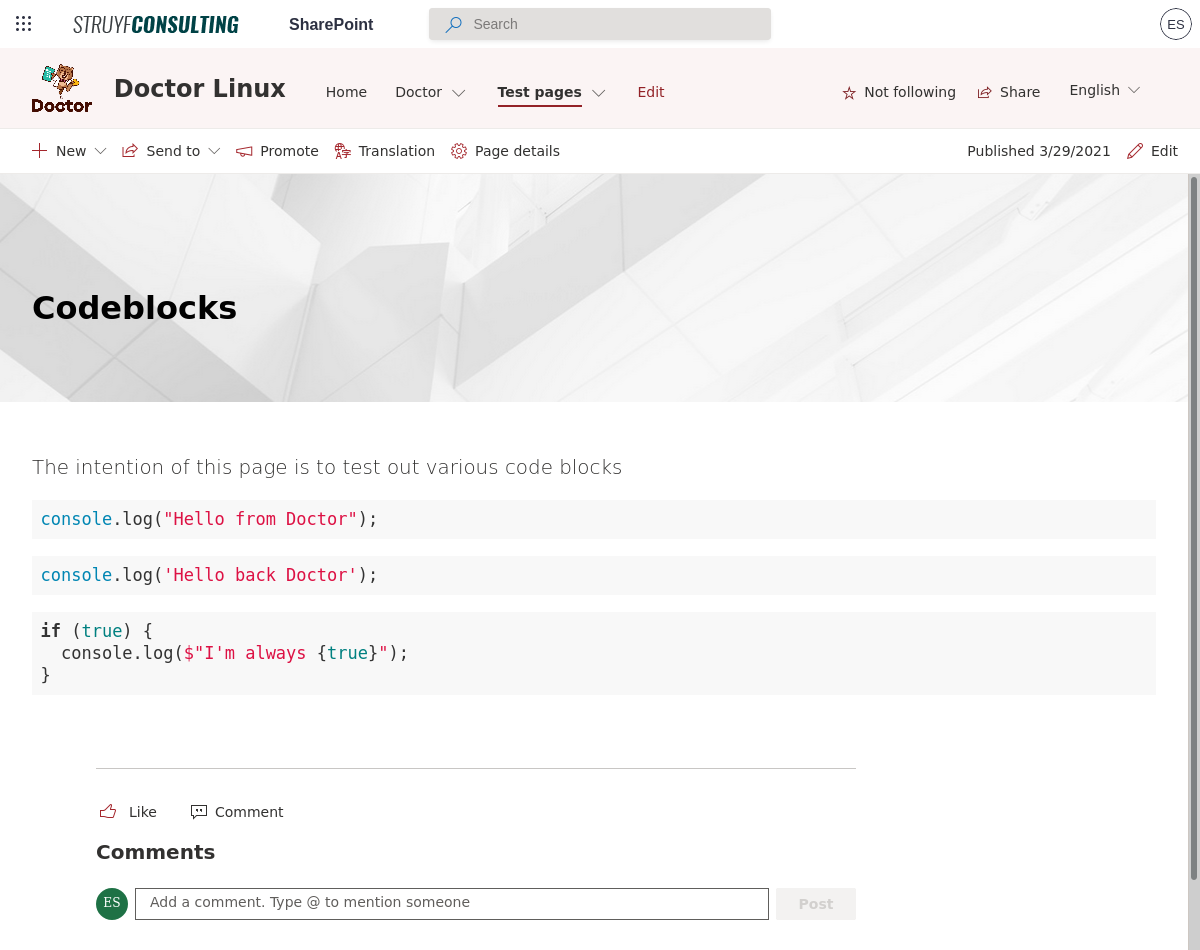 STRUYFCONSULTING SharePoint Search ES
Doctor Doctor Linux Home Doctor Test pages Edit Not following Share English
New Send to Promote Translation Page details Published 3/29/2021 Edit
Codeblocks
The intention of this page is to test out various code blocks
console.log("Hello from Doctor");
console.log('Hello back Doctor');
if (true) {
  console.log($"I'm always {true}");
}
Like Comment
Comments
ES Add a comment. Type @ to mention someone Post